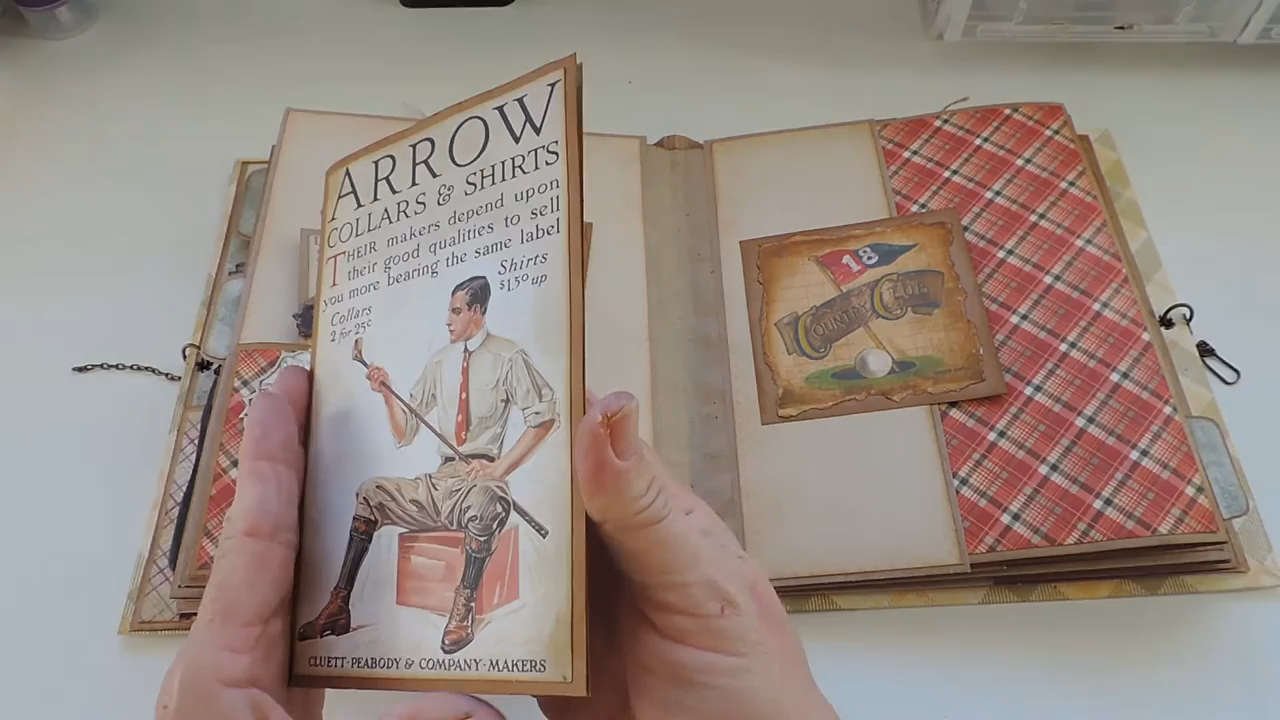 ARROW
COLLARS & SHIRTS
THEIR makers depend upon
their good qualities to sell
you more bearing the same label
Shirts
$1.50 up
Collars
2 for 25c
CLUETT·PEABODY & COMPANY·MAKERS
18
COUNTRY CLUB